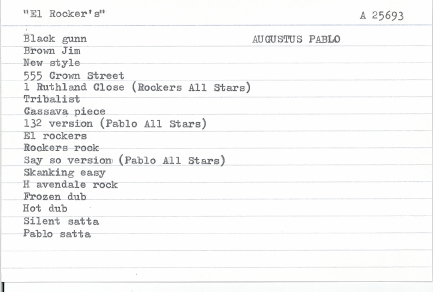 "El Rocker's" A 25693
Black gunn AUGUSTUS PABLO
Brown Jim
New style
555 Crown Street
1 Ruthland Close (Rockers All Stars)
Tribalist
Cassava piece
132 version (Pablo All Stars)
El rockers
Rockers rock
Say so version (Pablo All Stars)
Skanking easy
H avendale rock
Frozen dub
Hot dub
Silent satta
Pablo satta